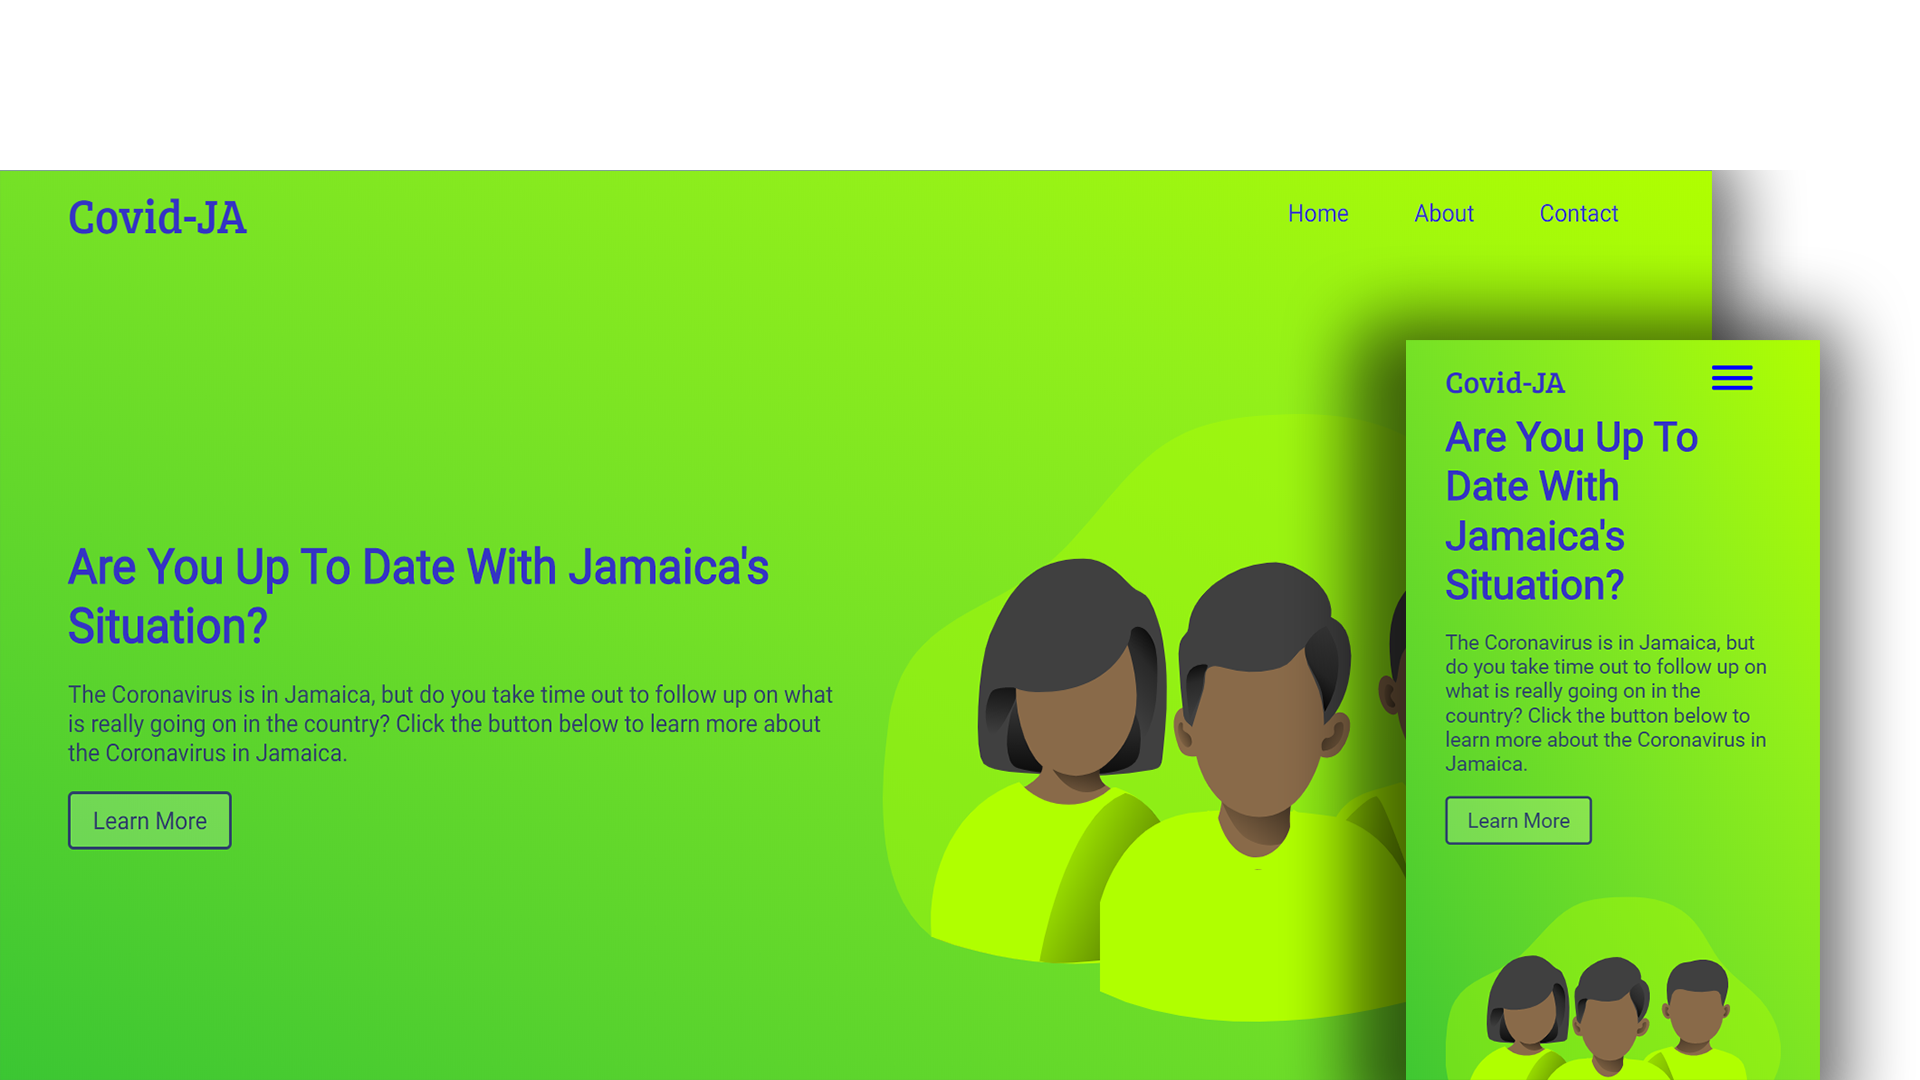 Covid-JA
Home
About
Contact
Are You Up To Date With Jamaica's
Situation?
The Coronavirus is in Jamaica, but do you take time out to follow up on what
is really going on in the country? Click the button below to learn more about
the Coronavirus in Jamaica.
Learn More
Covid-JA
Are You Up To
Date With
Jamaica's
Situation?
The Coronavirus is in Jamaica, but
do you take time out to follow up on
what is really going on in the
country? Click the button below to
learn more about the Coronavirus in
Jamaica.
Learn More